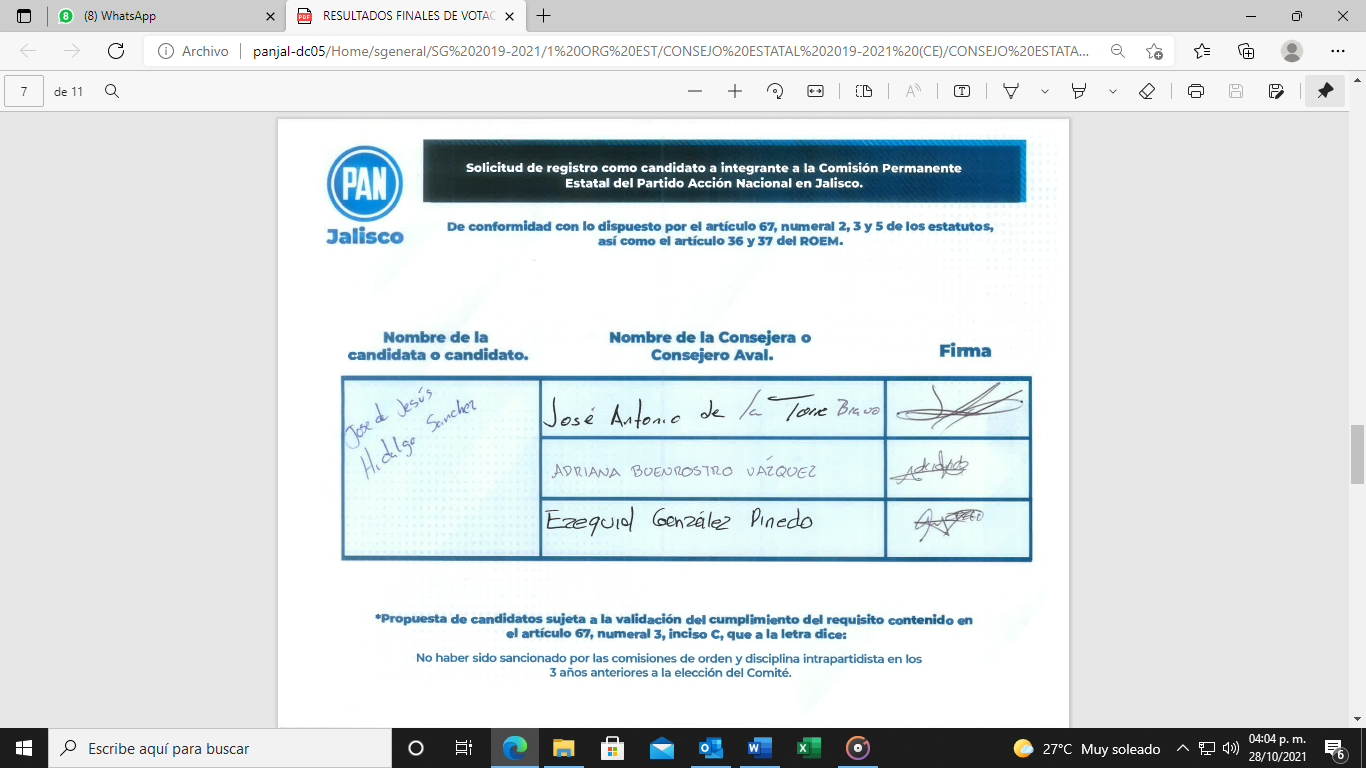 (8) WhatsApp
RESULTADOS FINALES DE VOTAC
Archivo
panjal-dc05/Home/sgeneral/SG%202019-2021/1%20ORG%20EST/CONSEJO%20ESTATAL%202019-2021%20(CE)/CONSEJO%20ESTATA...
7 de 11
PAN
Jalisco
Solicitud de registro como candidato a integrante a la Comisión Permanente
Estatal del Partido Acción Nacional en Jalisco.
De conformidad con lo dispuesto por el artículo 67, numeral 2, 3 y 5 de los estatutos,
así como el artículo 36 y 37 del ROEM.
Nombre de la
candidata o candidato.
Nombre de la Consejera o
Consejero Aval.
Firma
Jose de Jesús
Hidalgo Sanchez
José Antonio de la Torre Bravo
ADRIANA BUENROSTRO VÁZQUEZ
Ezequiel González Pinedo
*Propuesta de candidatos sujeta a la validación del cumplimiento del requisito contenido en
el artículo 67, numeral 3, inciso C, que a la letra dice:
No haber sido sancionado por las comisiones de orden y disciplina intrapartidista en los
3 años anteriores a la elección del Comité.
Escribe aquí para buscar
27°C Muy soleado
04:04 p. m.
28/10/2021
6